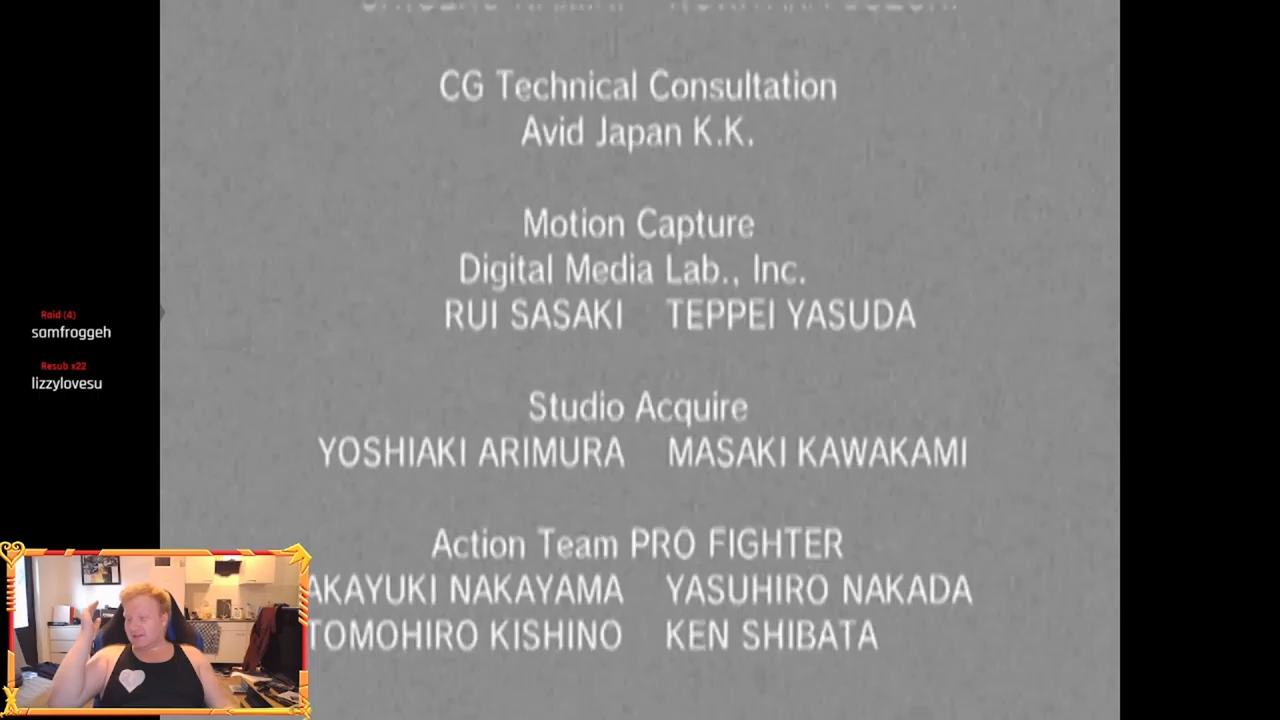 CG Technical Consultation
Avid Japan K.K.
Motion Capture
Digital Media Lab., Inc.
RUI SASAKI TEPPEI YASUDA
Studio Acquire
YOSHIAKI ARIMURA MASAKI KAWAKAMI
Action Team PRO FIGHTER
AKAYUKI NAKAYAMA YASUHIRO NAKADA
TOMOHIRO KISHINO KEN SHIBATA
Raid (4)
samfroggeh
Resub x22
lizzylovesu